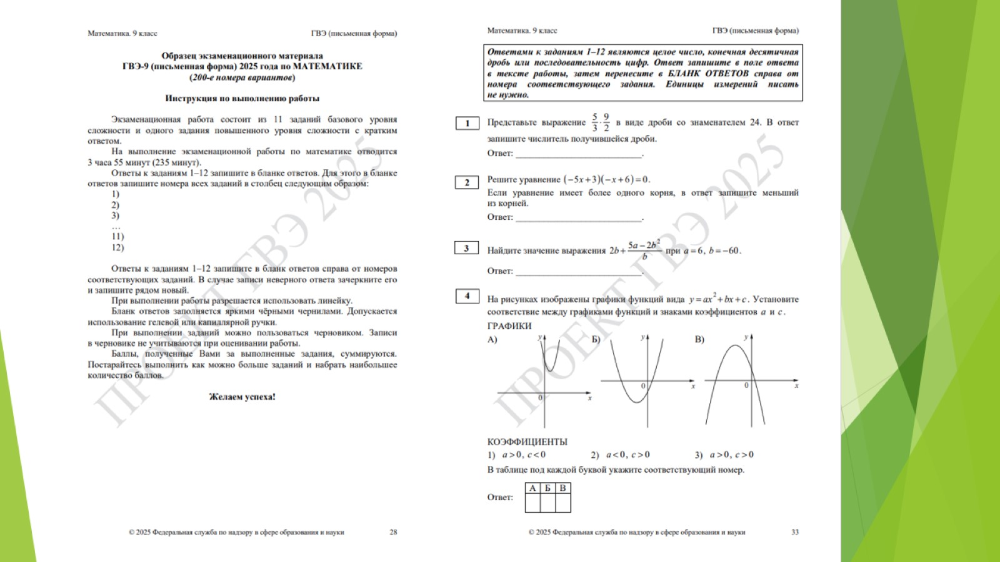 Математика. 9 класс ГВЭ (письменная форма)
Образец экзаменационного материала
ГВЭ-9 (письменная форма) 2025 года по МАТЕМАТИКЕ
(200-е номера вариантов)
Инструкция по выполнению работы
Экзаменационная работа состоит из 11 заданий базового уровня
сложности и одного задания повышенного уровня сложности с кратким
ответом.
На выполнение экзаменационной работы по математике отводится
3 часа 55 минут (235 минут).
Ответы к заданиям 1–12 запишите в бланке ответов. Для этого в бланке
ответов запишите номера всех заданий в столбец следующим образом:
1)
2)
3)
…
11)
12)
Ответы к заданиям 1–12 запишите в бланк ответов справа от номеров
соответствующих заданий. В случае записи неверного ответа зачеркните его
и запишите рядом новый.
При выполнении работы разрешается использовать линейку.
Бланк ответов заполняется яркими чёрными чернилами. Допускается
использование гелевой или капиллярной ручки.
При выполнении заданий можно пользоваться черновиком. Записи
в черновике не учитываются при оценивании работы.
Баллы, полученные Вами за выполненные задания, суммируются.
Постарайтесь выполнить как можно больше заданий и набрать наибольшее
количество баллов.
Желаем успеха!
ПРОЕКТ ГВЭ 2025
© 2025 Федеральная служба по надзору в сфере образования и науки 28
Математика. 9 класс ГВЭ (письменная форма)
Ответами к заданиям 1–12 являются целое число, конечная десятичная
дробь или последовательность цифр. Ответ запишите в поле ответа
в тексте работы, затем перенесите в БЛАНК ОТВЕТОВ справа от
номера соответствующего задания. Единицы измерений писать
не нужно.
1 Представьте выражение 5/3 · 9/2 в виде дроби со знаменателем 24. В ответ
запишите числитель получившейся дроби.
Ответ: ____________________________.
2 Решите уравнение (−5x+3)(−x+6)=0.
Если уравнение имеет более одного корня, в ответ запишите меньший
из корней.
Ответ: ____________________________.
3 Найдите значение выражения 2b + (5a − 2b²)/b при a=6, b=−60.
Ответ: ____________________________.
4 На рисунках изображены графики функций вида y=ax²+bx+c. Установите
соответствие между графиками функций и знаками коэффициентов a и c.
ГРАФИКИ
А) Б) В)
y y y
0 x 0 x 0 x
КОЭФФИЦИЕНТЫ
1) a>0, c<0 2) a<0, c>0 3) a>0, c>0
В таблице под каждой буквой укажите соответствующий номер.
А Б В
Ответ:
ПРОЕКТ ГВЭ 2025
© 2025 Федеральная служба по надзору в сфере образования и науки 33